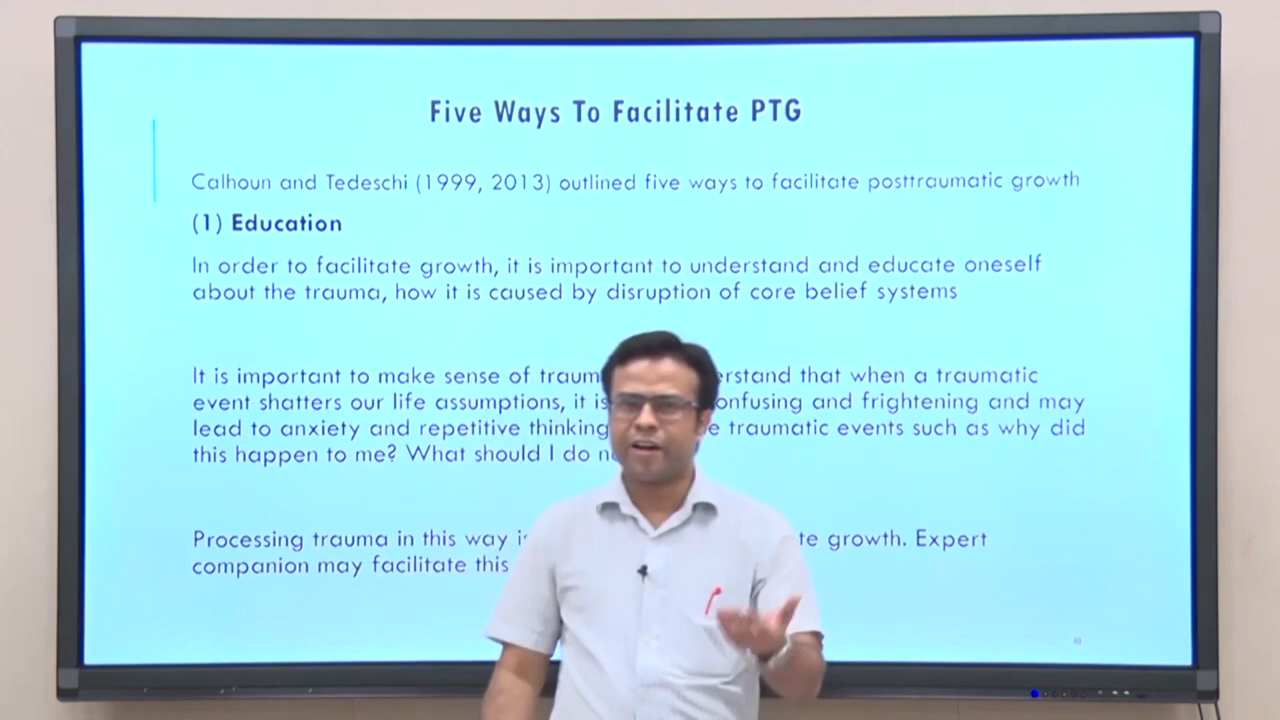 Five Ways To Facilitate PTG
Calhoun and Tedeschi (1999, 2013) outlined five ways to facilitate posttraumatic growth
(1) Education
In order to facilitate growth, it is important to understand and educate oneself
about the trauma, how it is caused by disruption of core belief systems
It is important to make sense of that when a traumatic
event shatters our life assumptions, it is and frightening and may
lead to anxiety and repetitive thinking traumatic events such as why did
this happen to me? What should I do
Processing trauma in this way growth. Expert
companion may facilitate this